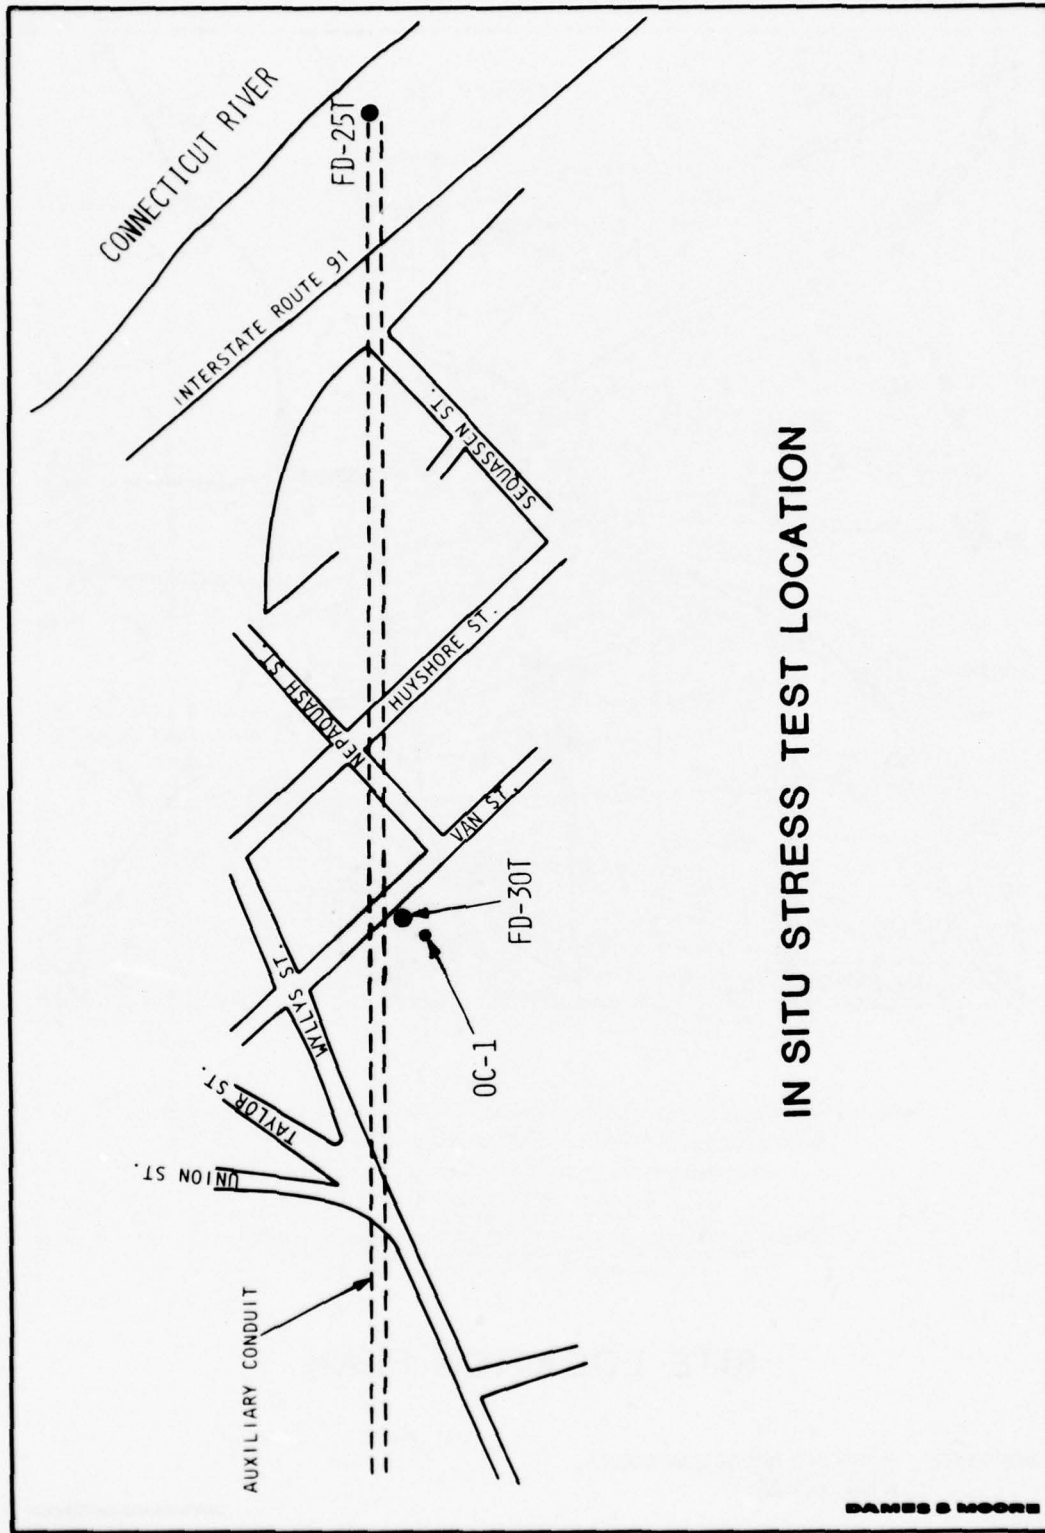 CONNECTICUT RIVER
FD-25T
INTERSTATE ROUTE 91
SEQUASSEN ST.
HUYSHORE ST.
NEPAQUASH ST.
VAN ST.
FD-30T
OC-1
WYLLYS ST.
TAYLOR ST.
UNION ST.
AUXILIARY CONDUIT
IN SITU STRESS TEST LOCATION
DAMES & MOORE